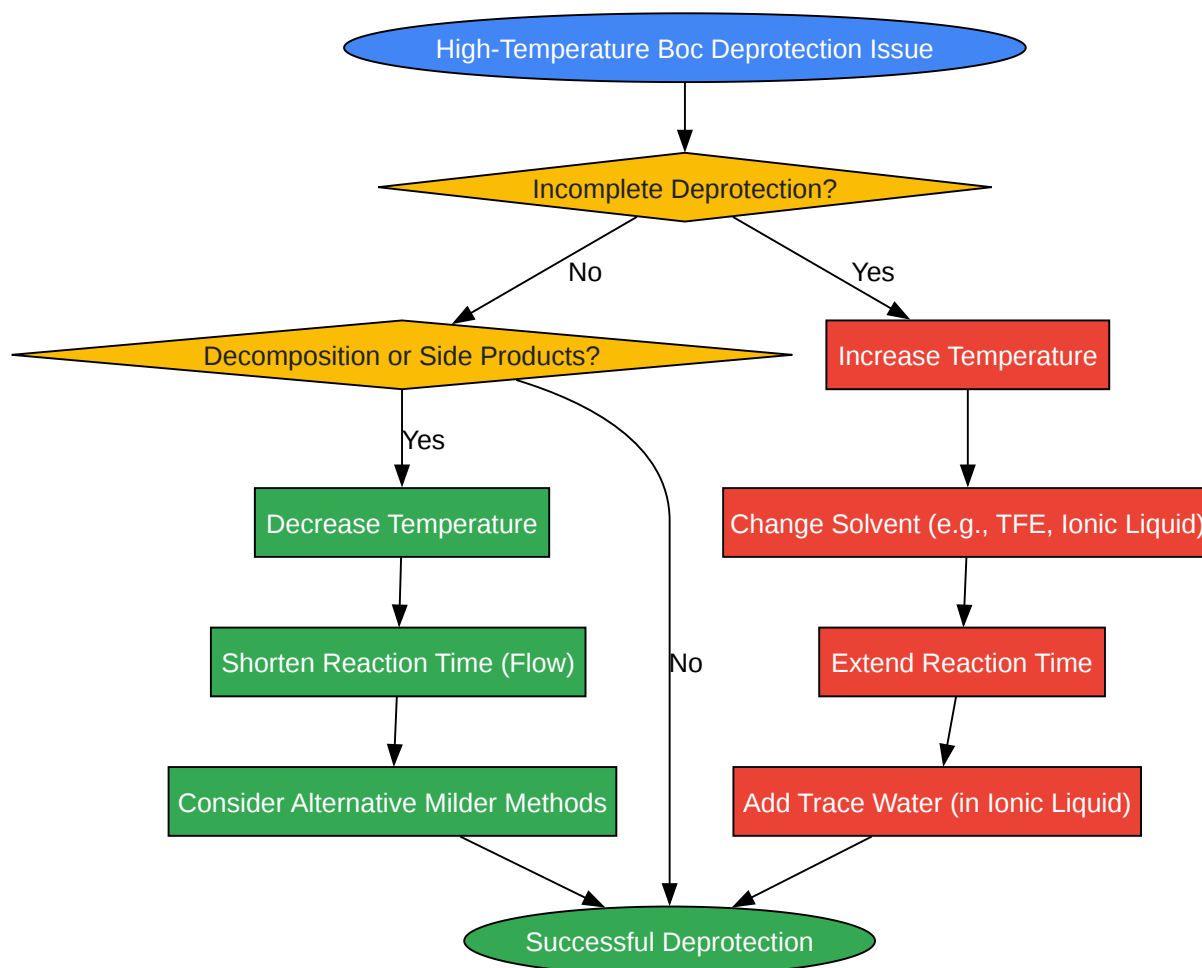 High-Temperature Boc Deprotection Issue
Incomplete Deprotection?
No
Yes
Decomposition or Side Products?
Increase Temperature
Yes
Decrease Temperature
Change Solvent (e.g., TFE, Ionic Liquid)
Shorten Reaction Time (Flow)
No
Extend Reaction Time
Consider Alternative Milder Methods
Add Trace Water (in Ionic Liquid)
Successful Deprotection